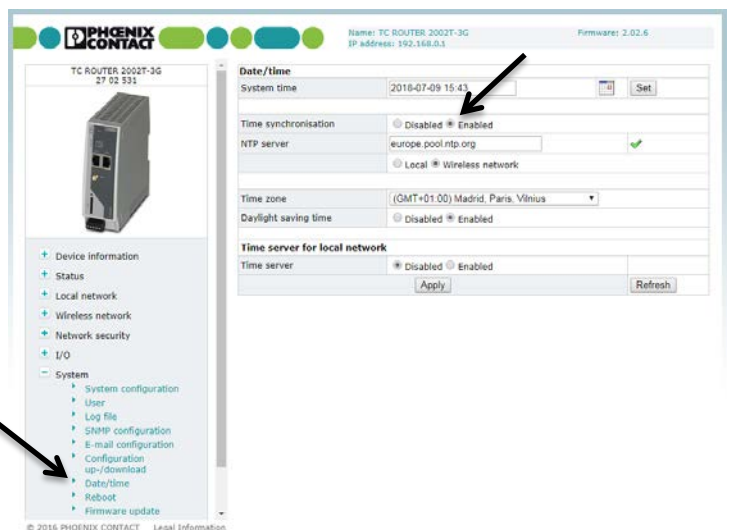 PHŒNIX
CONTACT
Name: TC ROUTER 2002T-3G
IP address: 192.168.0.1
Firmware: 2.02.6
TC ROUTER 2002T-3G
27 02 531
Device information
Status
Local network
Wireless network
Network security
I/O
System
System configuration
User
Log file
SNMP configuration
E-mail configuration
Configuration
up-/download
Date/time
Reboot
Firmware update
Date/time
System time 2018-07-09 15:43 Set
Time synchronisation Disabled Enabled
NTP server europe.pool.ntp.org
Local Wireless network
Time zone (GMT+01:00) Madrid, Paris, Vilnius
Daylight saving time Disabled Enabled
Time server for local network
Time server Disabled Enabled
Apply Refresh
© 2016 PHOENIX CONTACT Legal Information